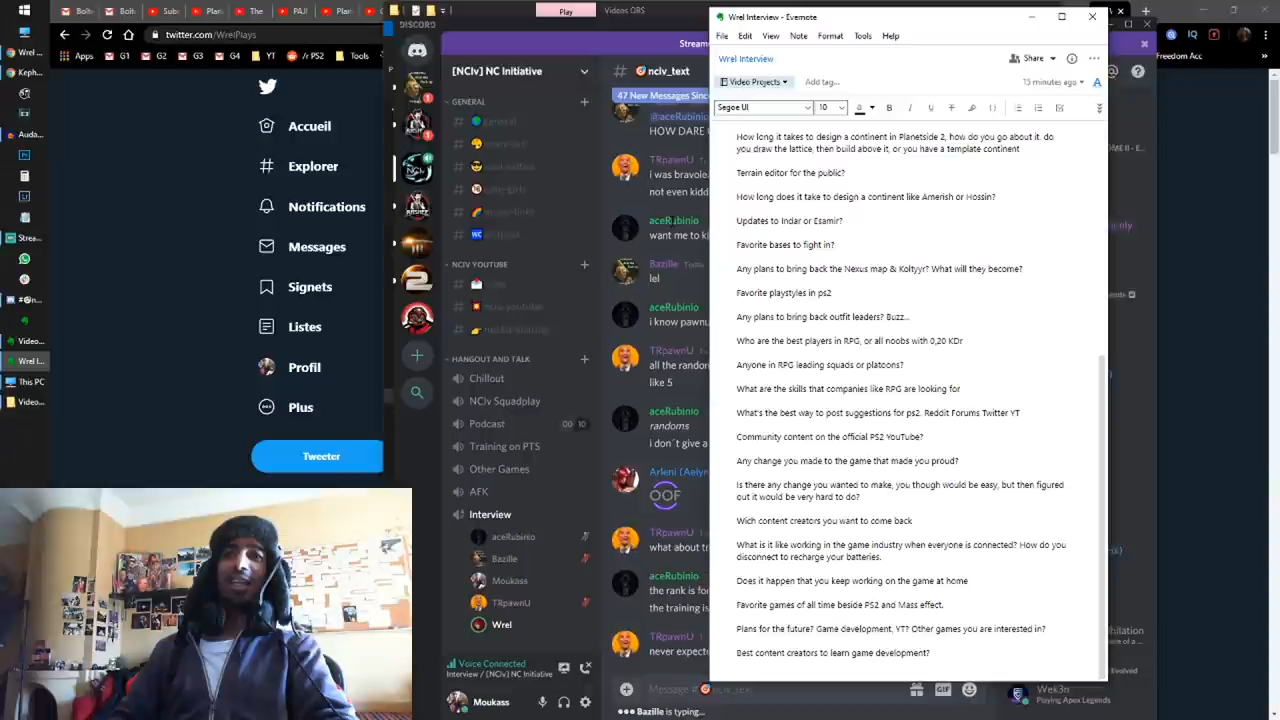 Play
Videos OBS
twitter.com/WrelPlays
Apps
Accueil
Explorer
Notifications
Messages
Signets
Listes
Profil
Plus
Tweeter
DISCORD
[NCIv] NC Initiative
GENERAL
NCIV YOUTUBE
HANGOUT AND TALK
Chillout
NCIv Squadplay
Podcast
00 10
Training on PTS
Other Games
AFK
Interview
aceRubinio
Bazille
Moukass
TRpawnU
Wrel
Voice Connected
Interview / [NCIv] NC Initiative
Moukass
Stream
nciv_text
47 New Messages Sinc
@aceRubinio
HOW DARE
TRpawnU
i was bravole
not even kidd
aceRubinio
want me to ki
Bazille
lel
aceRubinio
i know pawnu
TRpawnU
all the random
like 5
aceRubinio
randoms
i don´t give a
OOF
TRpawnU
what about t
aceRubinio
the rank is fo
the training is
TRpawnU
never expecte
Bazille is typing...
Wrel Interview - Evernote
File Edit View Note Format Tools Help
Wrel Interview
Share
Video Projects
Add tag...
15 minutes ago
Segoe UI
10
How long it takes to design a continent in Planetside 2, how do you go about it. do
you draw the lattice, then build above it, or you have a template continent
Terrain editor for the public?
How long does it take to design a continent like Amerish or Hossin?
Updates to Indar or Esamir?
Favorite bases to fight in?
Any plans to bring back the Nexus map & Koltyyr? What will they become?
Favorite playstyles in ps2
Any plans to bring back outfit leaders? Buzz...
Who are the best players in RPG, or all noobs with 0,20 KDr
Anyone in RPG leading squads or platoons?
What are the skills that companies like RPG are looking for
What's the best way to post suggestions for ps2. Reddit Forums Twitter YT
Community content on the official PS2 YouTube?
Any change you made to the game that made you proud?
Is there any change you wanted to make, you though would be easy, but then figured
out it would be very hard to do?
Wich content creators you want to come back
What is it like working in the game industry when everyone is connected? How do you
disconnect to recharge your batteries.
Does it happen that you keep working on the game at home
Favorite games of all time beside PS2 and Mass effect.
Plans for the future? Game development, YT? Other games you are interested in?
Best content creators to learn game development?
GIF
Wek3n
Playing Apex Legends
Freedom Acc
This PC